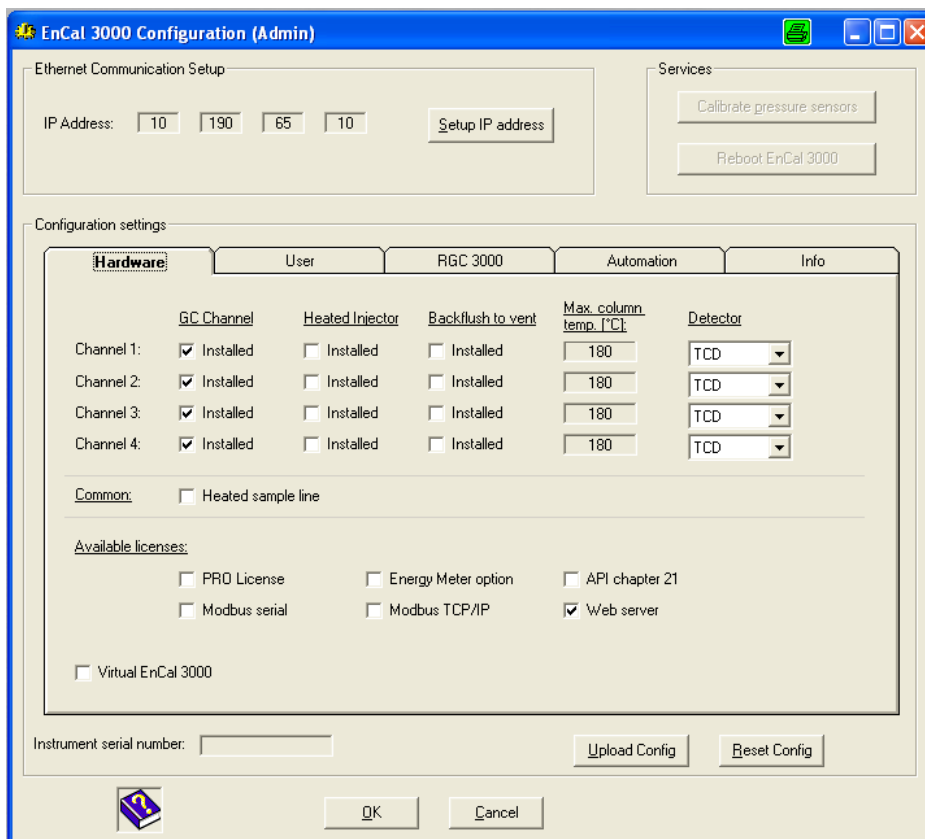 EnCal 3000 Configuration (Admin)
Ethernet Communication Setup
IP Address: 10 190 65 10
Setup IP address
Services
Calibrate pressure sensors
Reboot EnCal 3000
Configuration settings
Hardware User RGC 3000 Automation Info
GC Channel Heated Injector Backflush to vent Max. column temp. [°C]: Detector
Channel 1: Installed Installed Installed 180 TCD
Channel 2: Installed Installed Installed 180 TCD
Channel 3: Installed Installed Installed 180 TCD
Channel 4: Installed Installed Installed 180 TCD
Common: Heated sample line
Available licenses:
PRO License Energy Meter option API chapter 21
Modbus serial Modbus TCP/IP Web server
Virtual EnCal 3000
Instrument serial number:
Upload Config Reset Config
OK Cancel